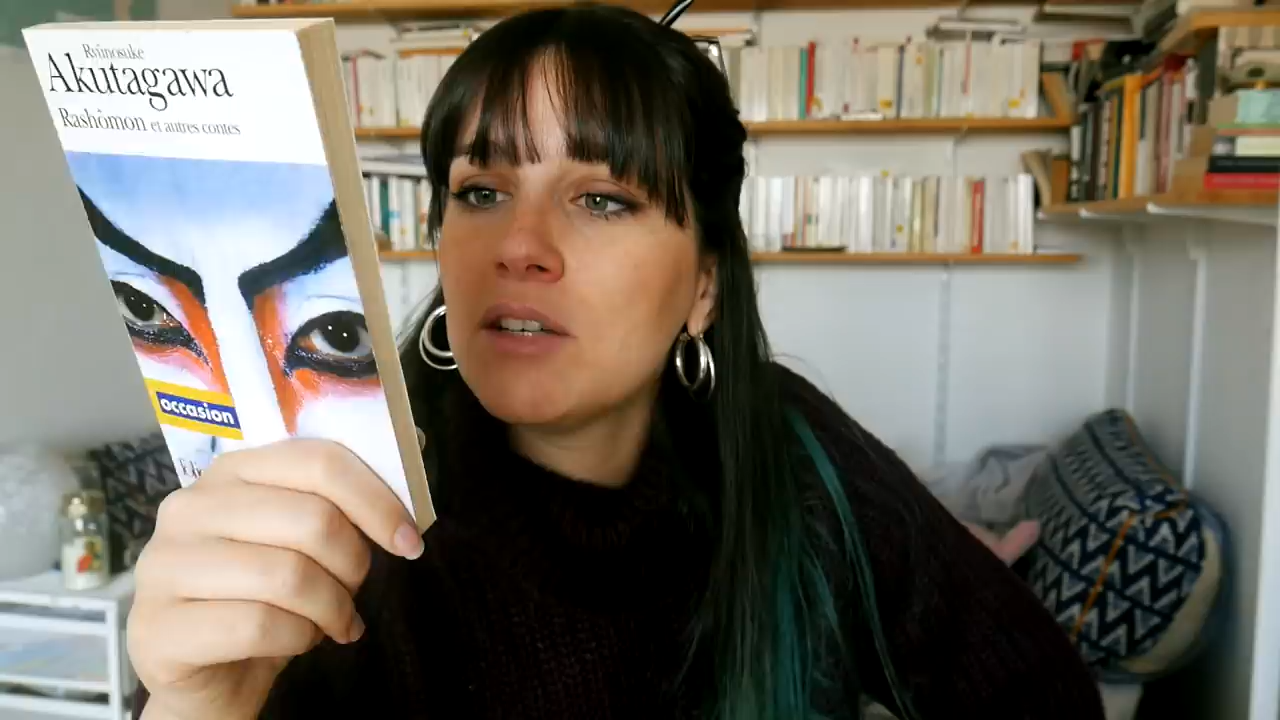 Ryûnosuke
Akutagawa
Rashômon et autres contes
occasion